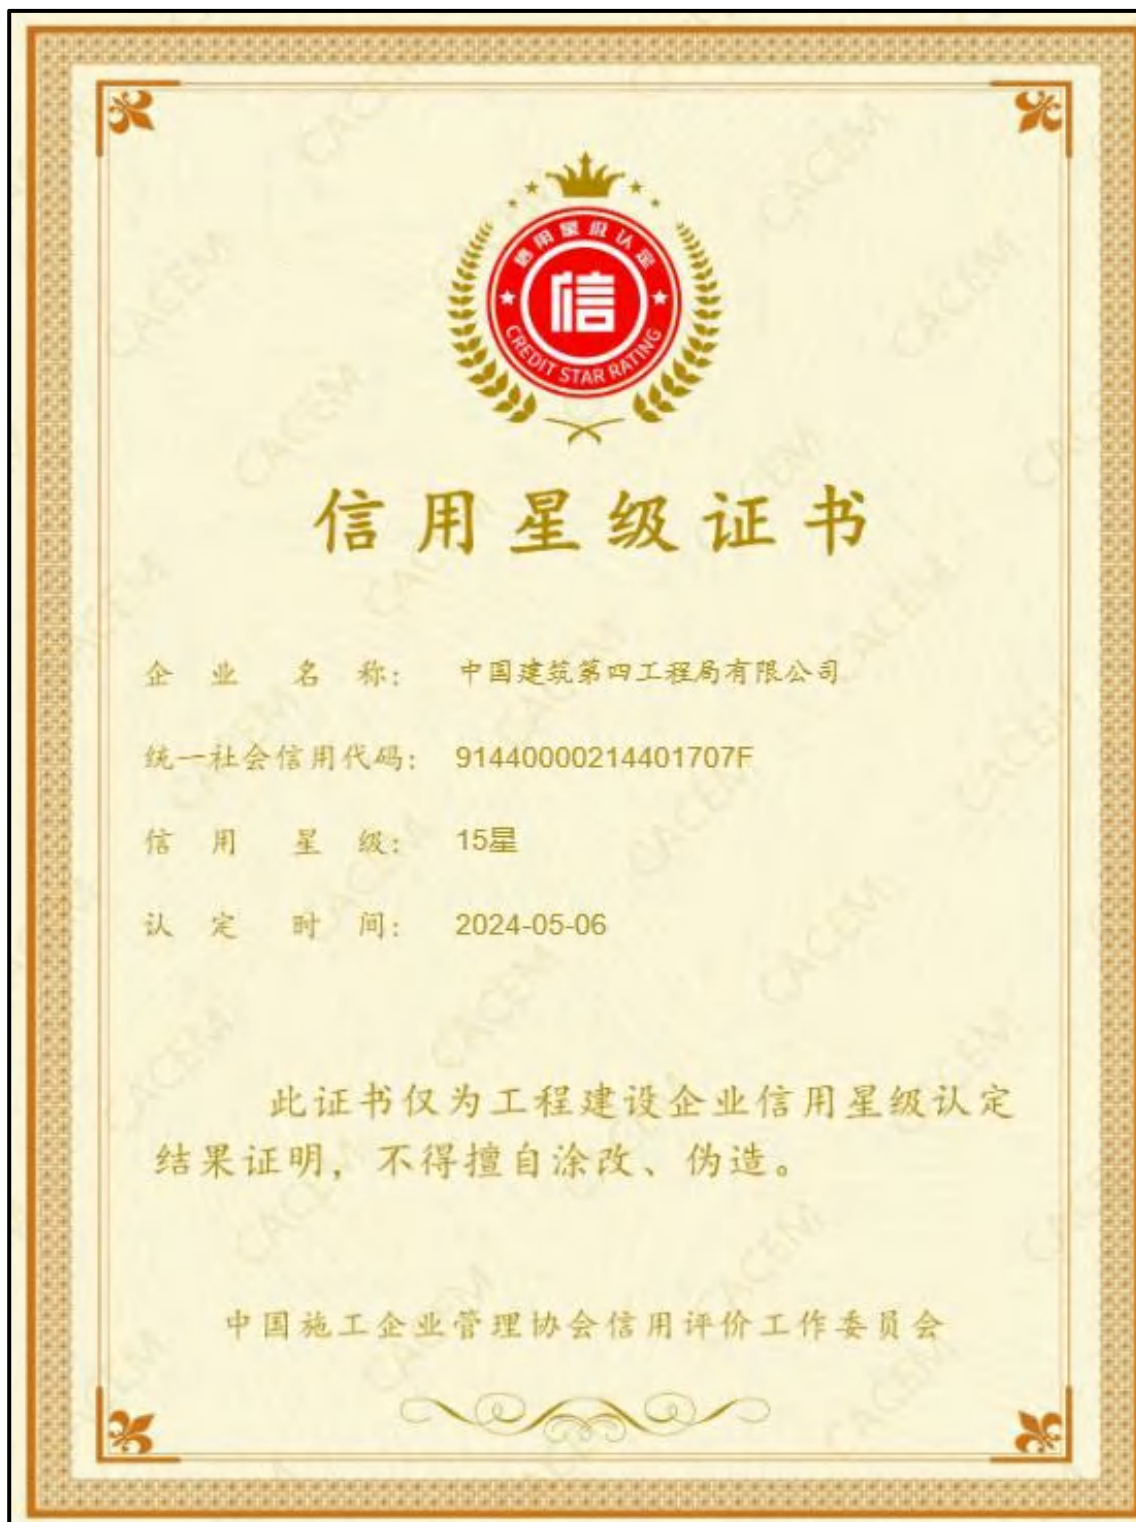 信用星级认定
信
CREDIT STAR RATING
信用星级证书
企业名称： 中国建筑第四工程局有限公司
统一社会信用代码： 91440000214401707F
信用星级： 15星
认定时间： 2024-05-06
此证书仅为工程建设企业信用星级认定
结果证明，不得擅自涂改、伪造。
中国施工企业管理协会信用评价工作委员会
CACEM